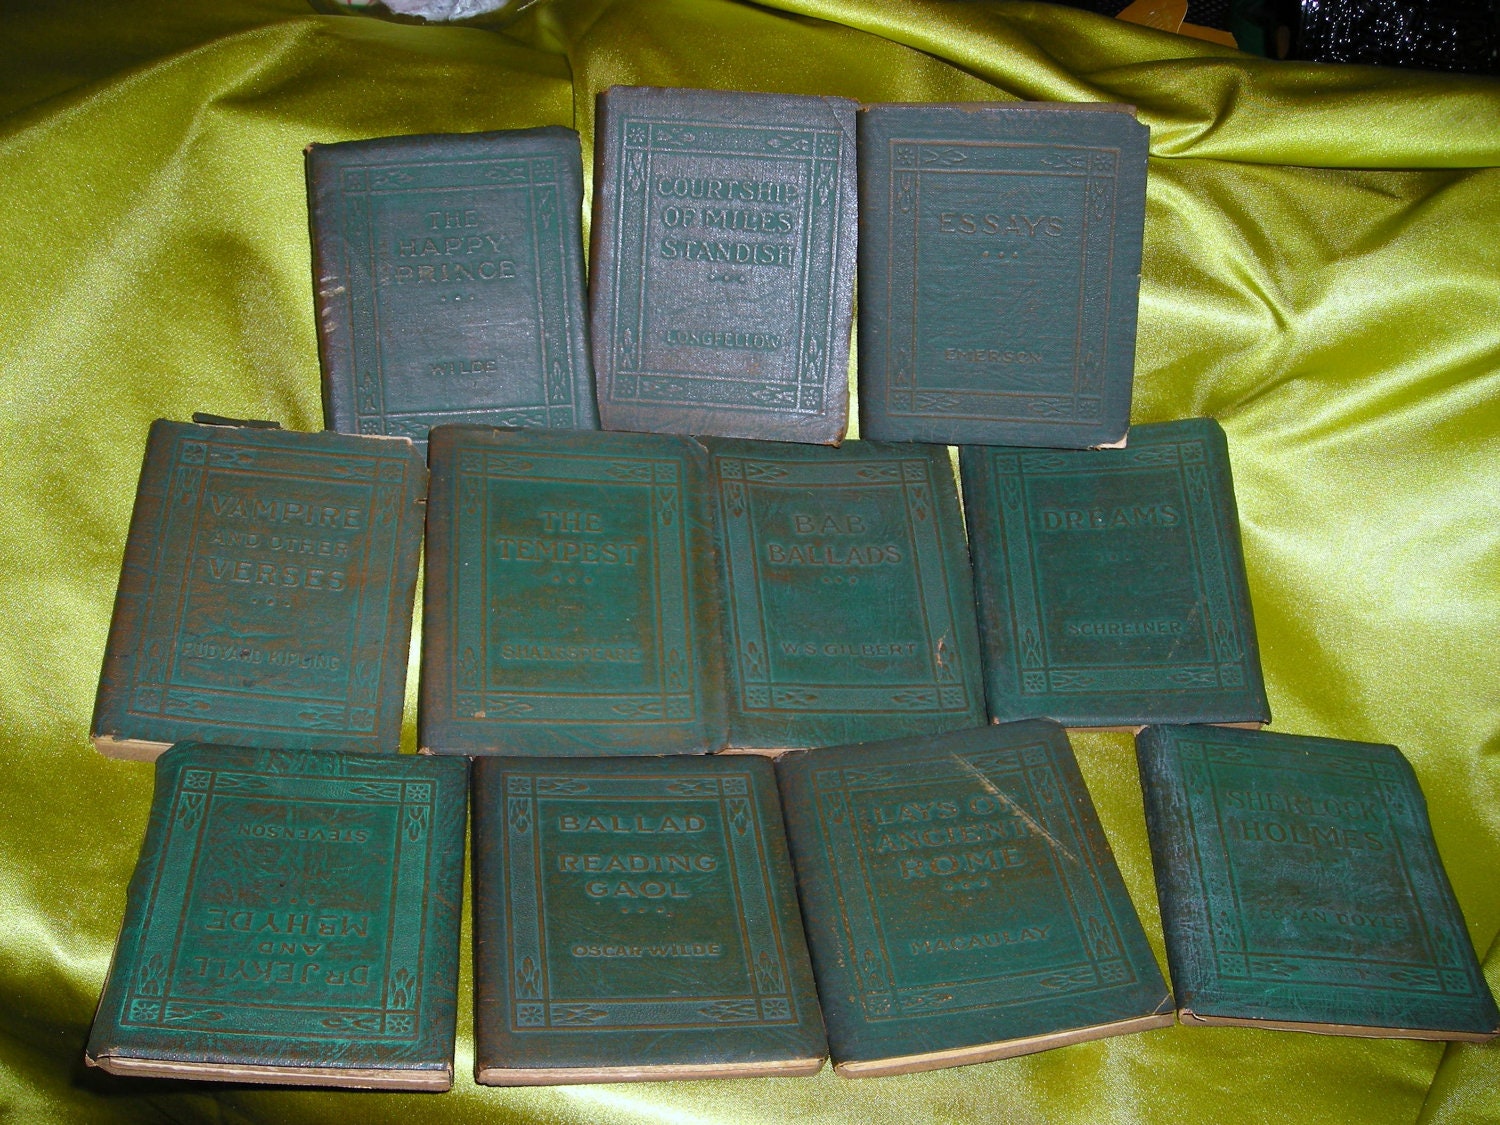 THE
HAPPY
PRINCE
WILDE
COURTSHIP
OF MILES
STANDISH
LONGFELLOW
ESSAYS
EMERSON
VAMPIRE
AND OTHER
VERSES
RUDYARD KIPLING
THE
TEMPEST
SHAKESPEARE
BAB
BALLADS
W.S. GILBERT
DREAMS
SCHREINER
DR JEKYLL
AND
MR HYDE
STEVENSON
BALLAD
READING
GAOL
OSCAR WILDE
LAYS OF
ANCIENT
ROME
MACAULAY
SHERLOCK
HOLMES
CONAN DOYLE